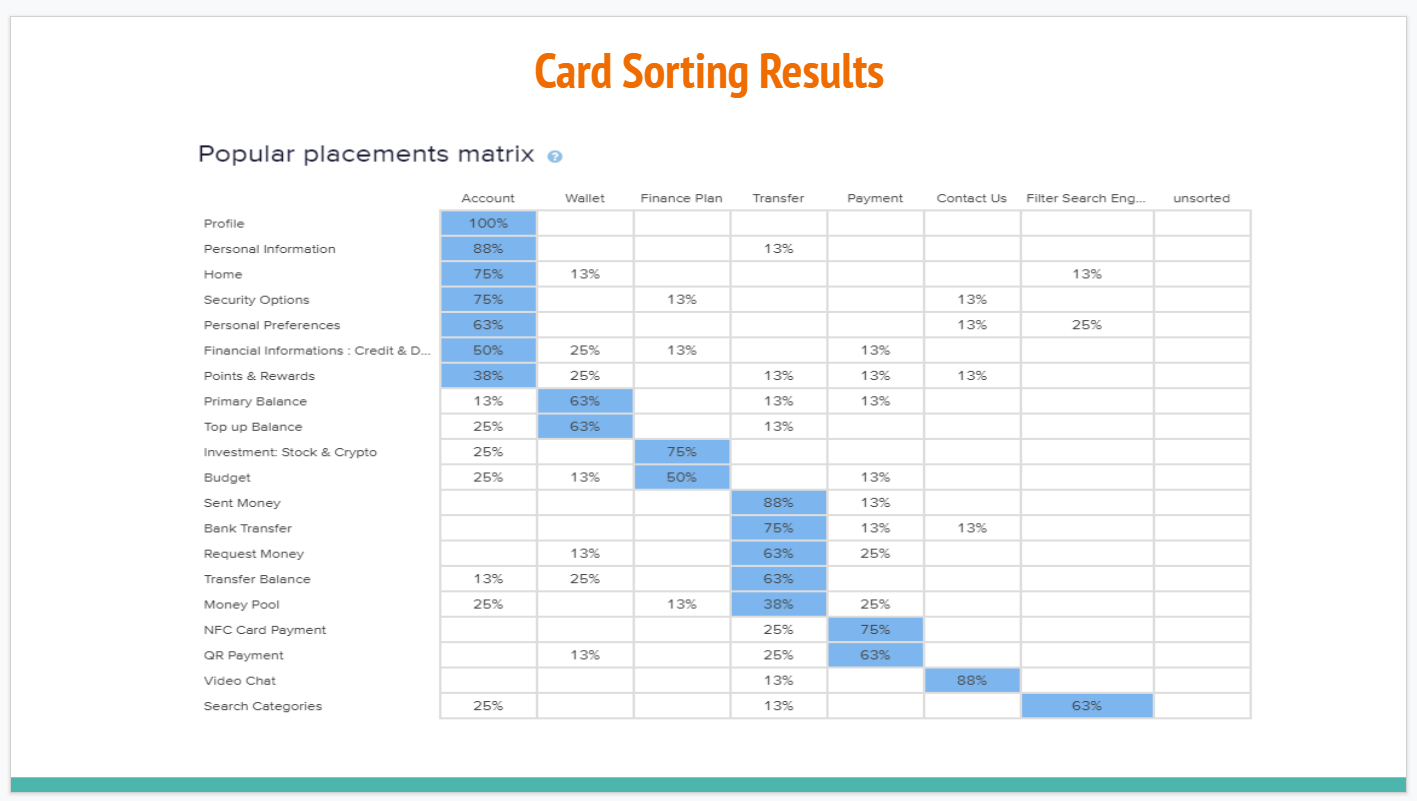 Card Sorting Results
Popular placements matrix ?
Account Wallet Finance Plan Transfer Payment Contact Us Filter Search Eng... unsorted
Profile 100%
Personal Information 88% 13%
Home 75% 13% 13%
Security Options 75% 13% 13%
Personal Preferences 63% 13% 25%
Financial Informations : Credit & D... 50% 25% 13% 13%
Points & Rewards 38% 25% 13% 13% 13%
Primary Balance 13% 63% 13% 13%
Top up Balance 25% 63% 13%
Investment: Stock & Crypto 25% 75%
Budget 25% 13% 50% 13%
Sent Money 88% 13%
Bank Transfer 75% 13% 13%
Request Money 13% 63% 25%
Transfer Balance 13% 25% 63%
Money Pool 25% 13% 38% 25%
NFC Card Payment 25% 75%
QR Payment 13% 25% 63%
Video Chat 13% 88%
Search Categories 25% 13% 63%